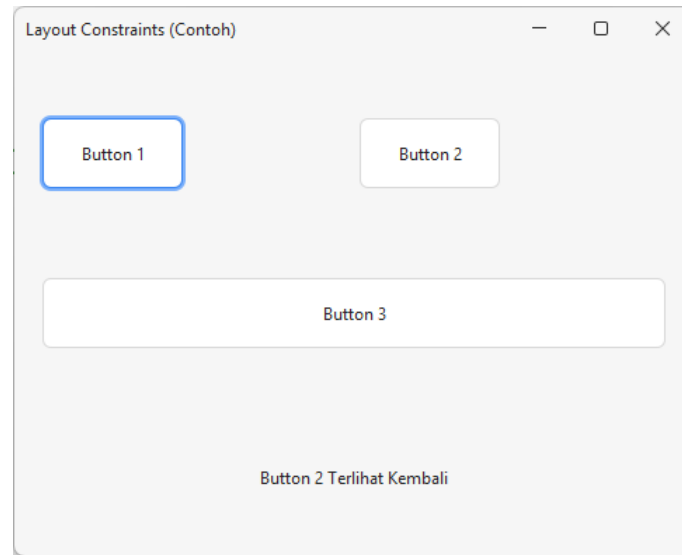 Layout Constraints (Contoh)
Button 1
Button 2
Button 3
Button 2 Terlihat Kembali